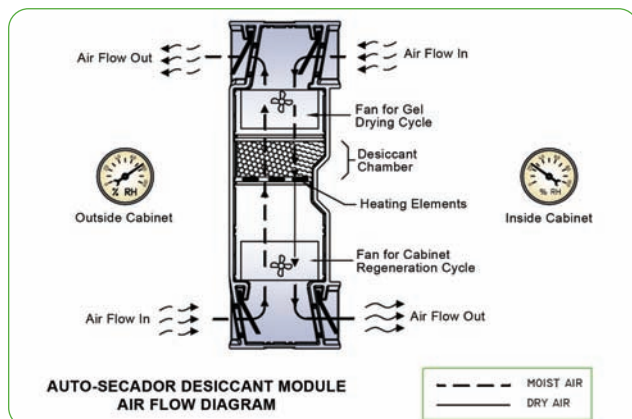 Air Flow Out
Air Flow In
Fan for Gel
Drying Cycle
Desiccant
Chamber
% RH
Outside Cabinet
% RH
Inside Cabinet
Heating Elements
Fan for Cabinet
Regeneration Cycle
Air Flow In
Air Flow Out
AUTO-SECADOR DESICCANT MODULE
AIR FLOW DIAGRAM
MOIST AIR
DRY AIR